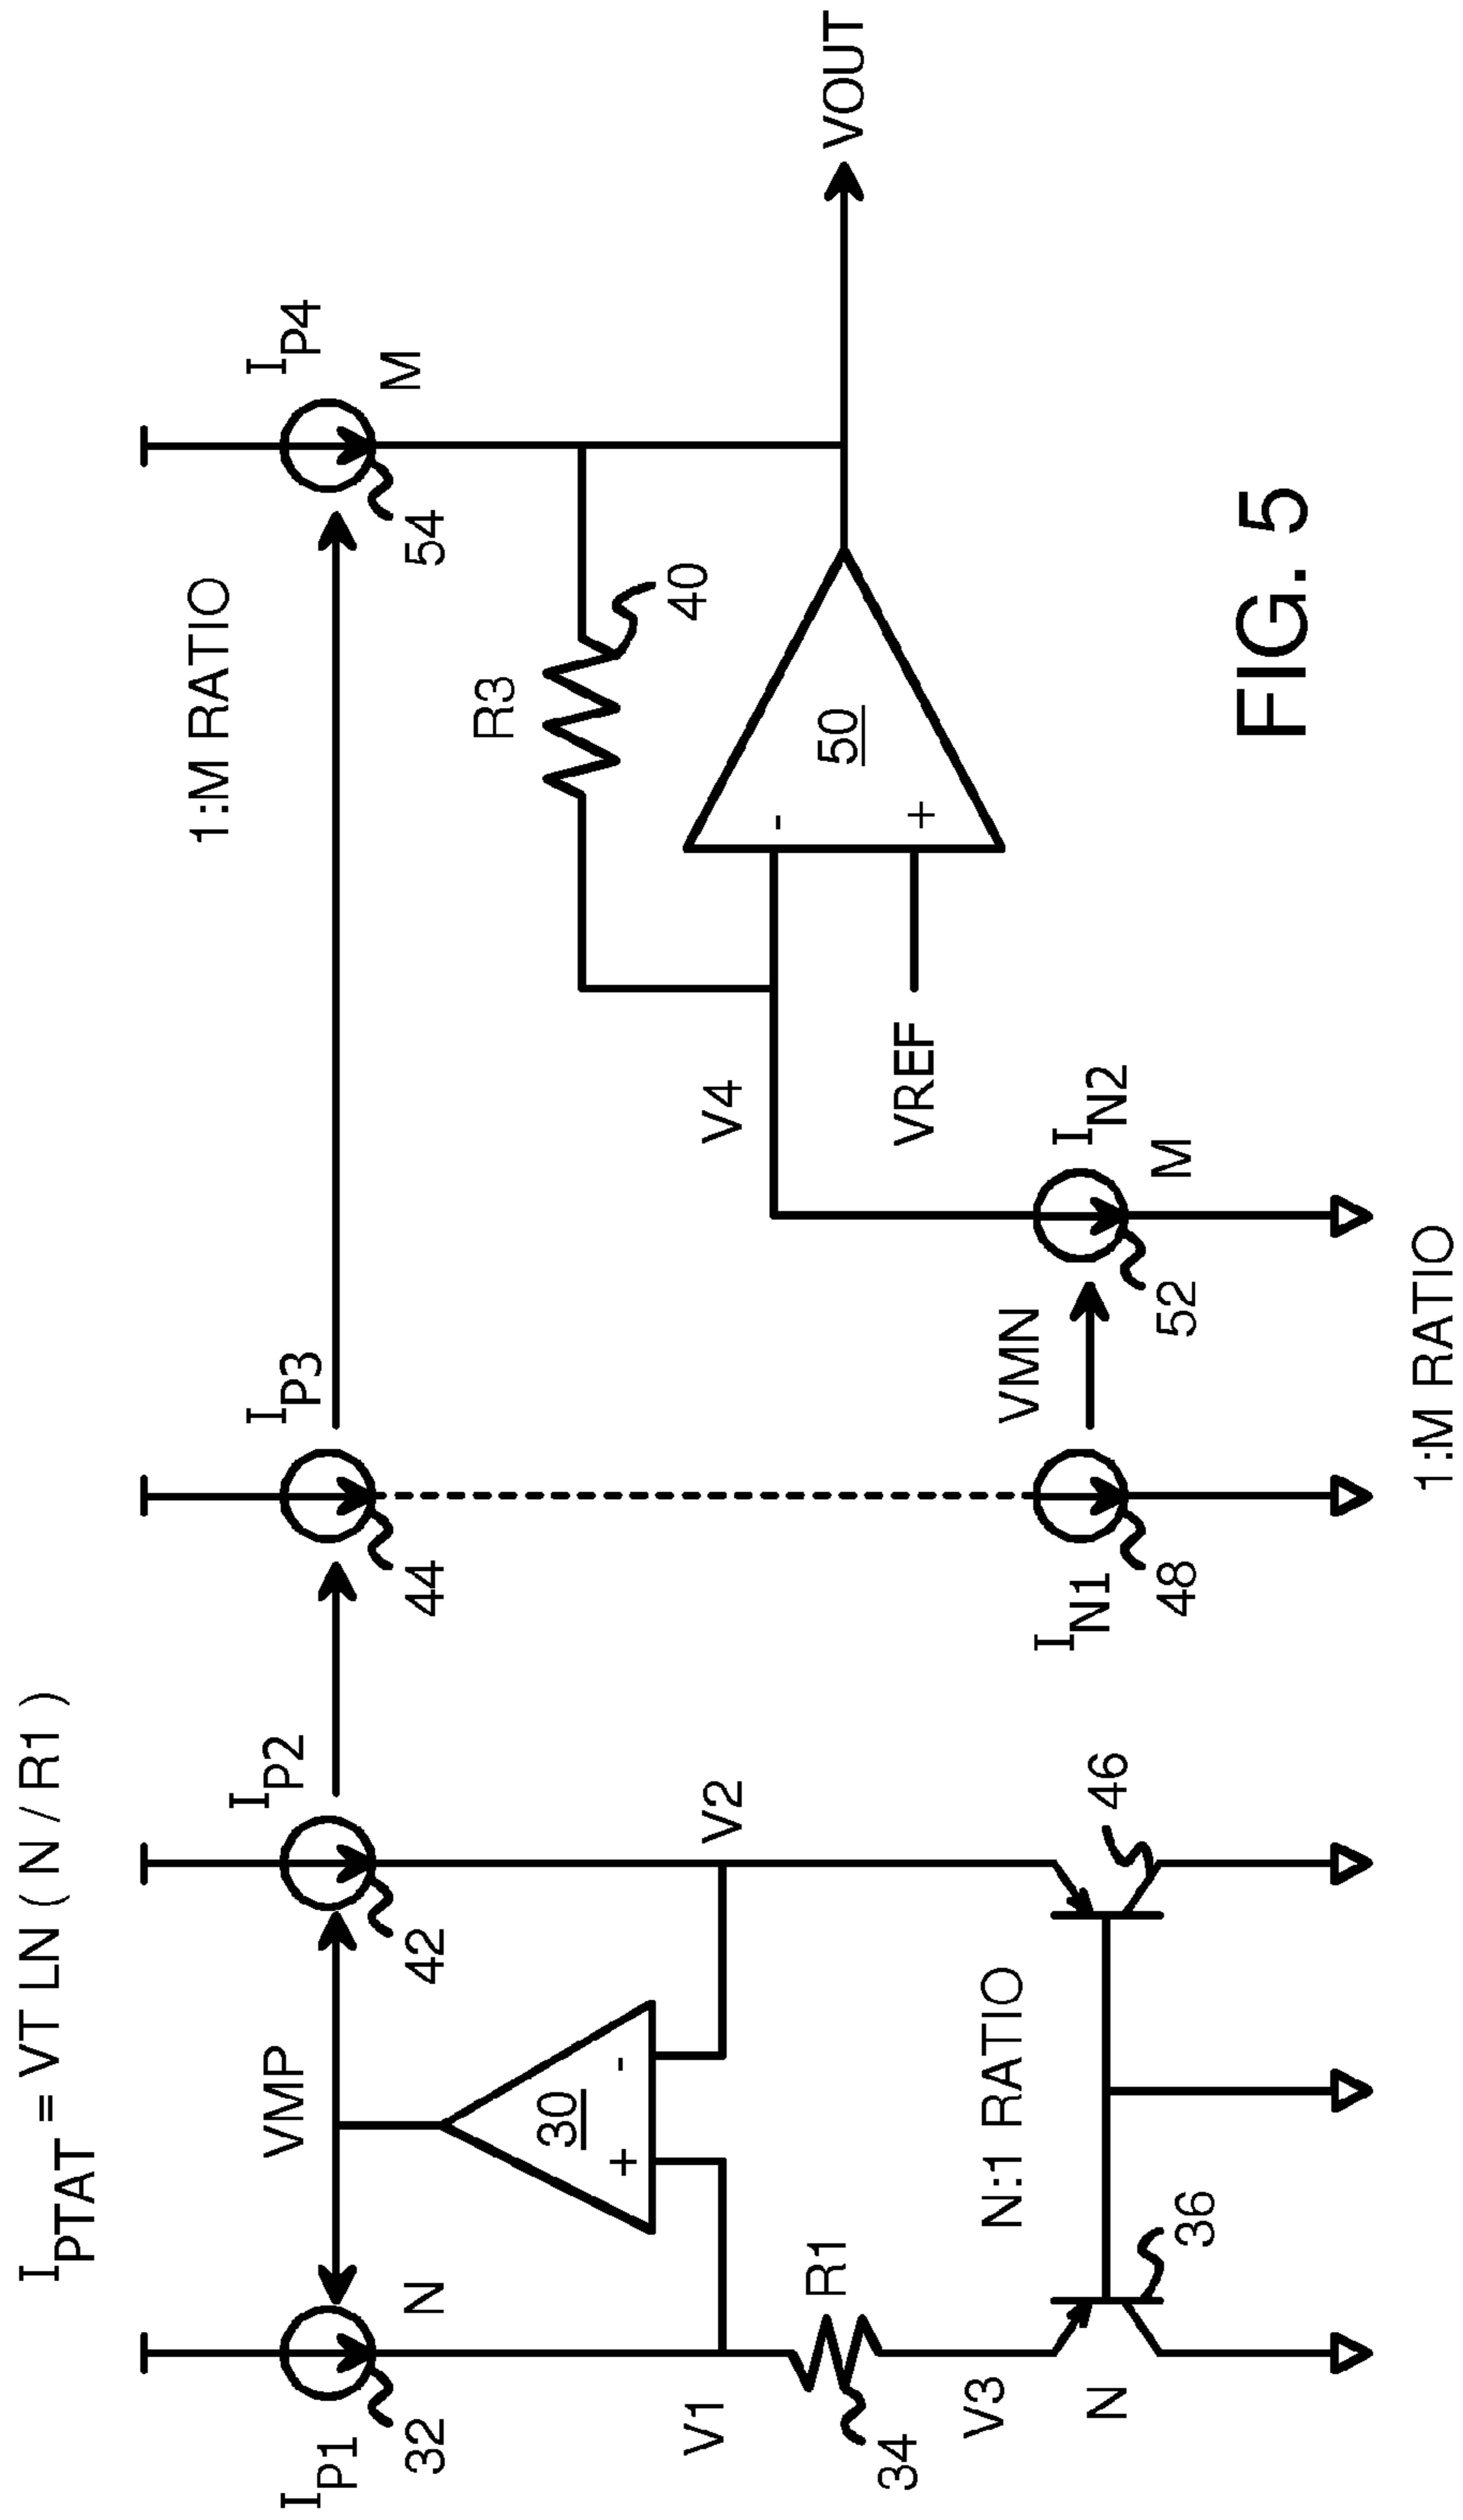 I_PTAT = VT LN ( N / R1 )
1:M RATIO
I_P1
VMP
I_P2
I_P3
I_P4
32
N
42
44
54
M
R3
40
V1
+
30
-
V2
V4
-
50
VOUT
34
R1
VREF
+
V3
N:1 RATIO
I_N1
VMN
I_N2
N
36
46
48
52
M
1:M RATIO
FIG. 5